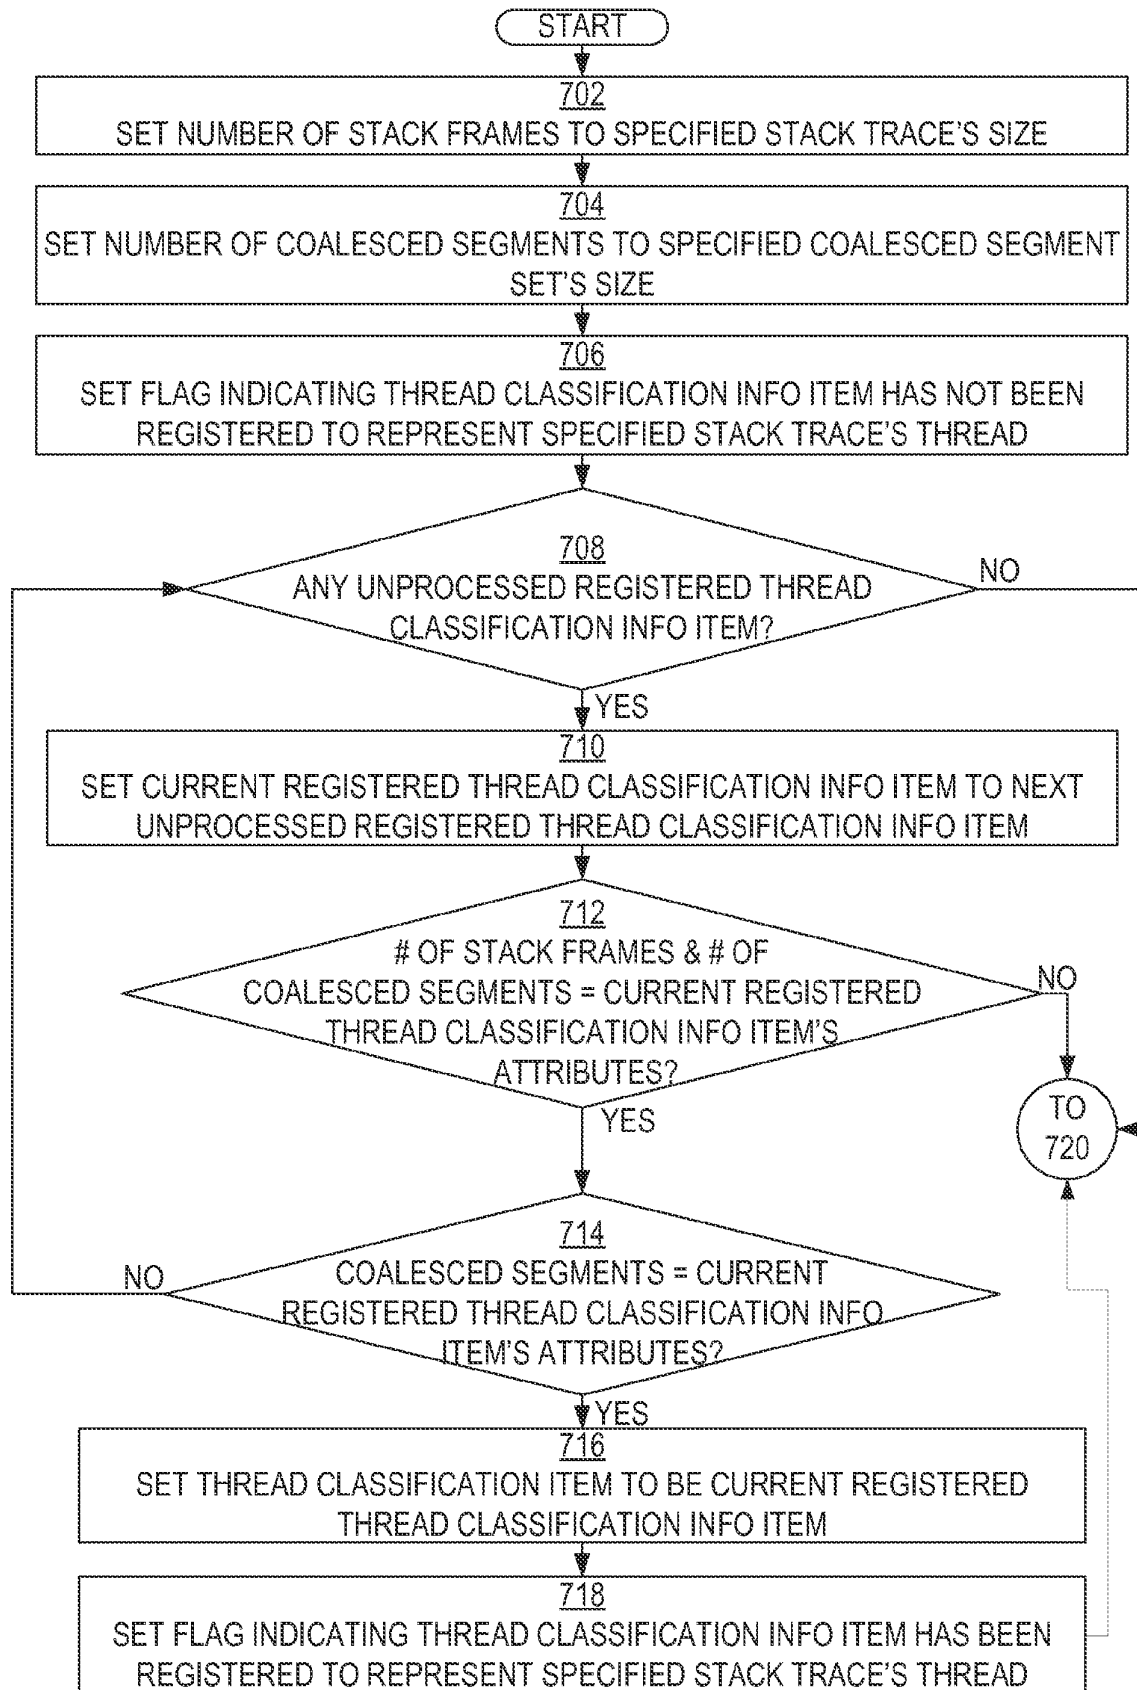 START
702
SET NUMBER OF STACK FRAMES TO SPECIFIED STACK TRACE'S SIZE
704
SET NUMBER OF COALESCED SEGMENTS TO SPECIFIED COALESCED SEGMENT
SET'S SIZE
706
SET FLAG INDICATING THREAD CLASSIFICATION INFO ITEM HAS NOT BEEN
REGISTERED TO REPRESENT SPECIFIED STACK TRACE'S THREAD
708
ANY UNPROCESSED REGISTERED THREAD
CLASSIFICATION INFO ITEM?
NO
YES
710
SET CURRENT REGISTERED THREAD CLASSIFICATION INFO ITEM TO NEXT
UNPROCESSED REGISTERED THREAD CLASSIFICATION INFO ITEM
712
# OF STACK FRAMES & # OF
COALESCED SEGMENTS = CURRENT REGISTERED
THREAD CLASSIFICATION INFO ITEM'S
ATTRIBUTES?
NO
YES
TO
720
714
COALESCED SEGMENTS = CURRENT
REGISTERED THREAD CLASSIFICATION INFO
ITEM'S ATTRIBUTES?
NO
YES
716
SET THREAD CLASSIFICATION ITEM TO BE CURRENT REGISTERED
THREAD CLASSIFICATION INFO ITEM
718
SET FLAG INDICATING THREAD CLASSIFICATION INFO ITEM HAS BEEN
REGISTERED TO REPRESENT SPECIFIED STACK TRACE'S THREAD